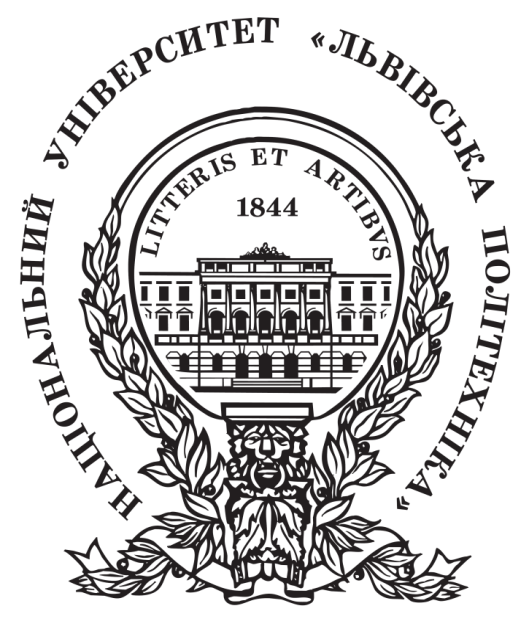 НАЦІОНАЛЬНИЙ УНІВЕРСИТЕТ «ЛЬВІВСЬКА ПОЛІТЕХНІКА»
LITTERIS ET ARTIBVS
1844